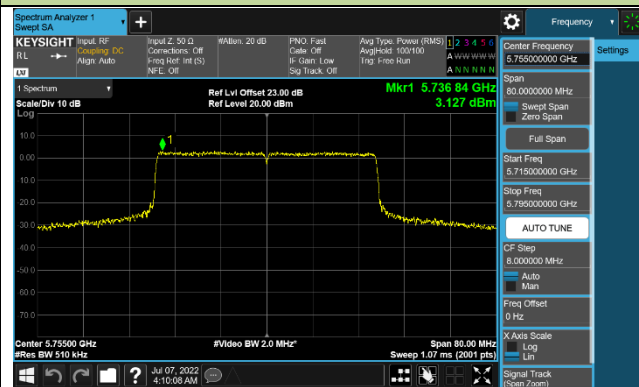 Spectrum Analyzer 1
Swept SA
Frequency
KEYSIGHT
RL
LXI
Input: RF
Coupling: DC
Align: Auto
Input Z: 50 Ω
Corrections: Off
Freq Ref: Int (S)
NFE: Off
#Atten: 20 dB
PNO: Fast
Gate: Off
IF Gain: Low
Sig Track: Off
Avg Type: Power (RMS)
Avg|Hold: 100/100
Trig: Free Run
1 2 3 4 5 6
A W W W W W
A N N N N N
1 Spectrum
Scale/Div 10 dB
Log
Ref Lvl Offset 23.00 dB
Ref Level 20.00 dBm
Mkr1 5.736 84 GHz
3.127 dBm
1
10.0
0.00
-10.0
-20.0
-30.0
-40.0
-50.0
-60.0
-70.0
Center 5.75500 GHz
#Res BW 510 kHz
#Video BW 2.0 MHz*
Span 80.00 MHz
Sweep 1.07 ms (2001 pts)
Jul 07, 2022
4:10:08 AM
Center Frequency
5.755000000 GHz
Settings
Span
80.0000000 MHz
Swept Span
Zero Span
Full Span
Start Freq
5.715000000 GHz
Stop Freq
5.795000000 GHz
AUTO TUNE
CF Step
8.000000 MHz
Auto
Man
Freq Offset
0 Hz
X Axis Scale
Log
Lin
Signal Track
(Span Zoom)